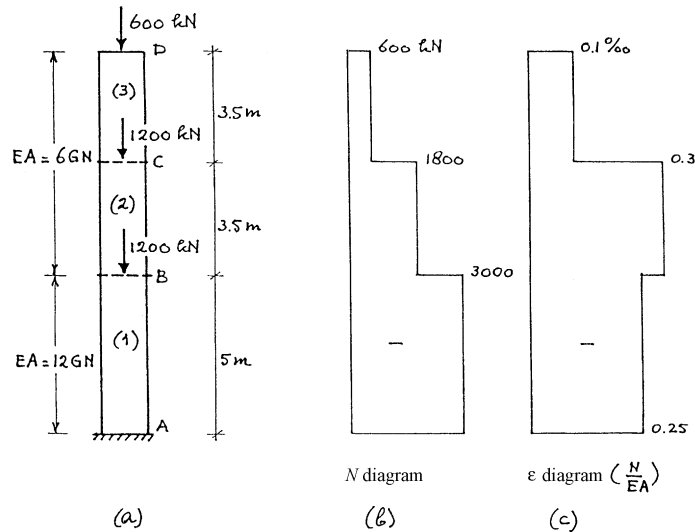 600 kN
D
(3)
3.5 m
1200 kN
EA = 6 GN
C
(2)
3.5 m
1200 kN
B
(1)
EA = 12 GN
5 m
A
(a)
600 kN
1800
3000
–
N diagram
(b)
0.1‰
0.3
–
0.25
ε diagram (N/EA)
(c)